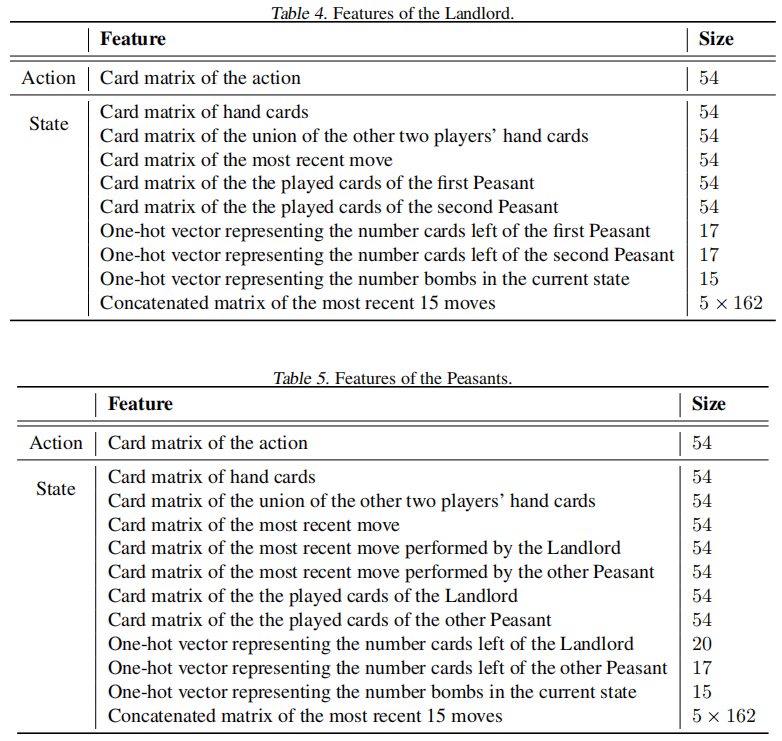 Table 4. Features of the Landlord.
Feature Size
Action Card matrix of the action 54
State Card matrix of hand cards 54
Card matrix of the union of the other two players' hand cards 54
Card matrix of the most recent move 54
Card matrix of the the played cards of the first Peasant 54
Card matrix of the the played cards of the second Peasant 54
One-hot vector representing the number cards left of the first Peasant 17
One-hot vector representing the number cards left of the second Peasant 17
One-hot vector representing the number bombs in the current state 15
Concatenated matrix of the most recent 15 moves 5 × 162
Table 5. Features of the Peasants.
Feature Size
Action Card matrix of the action 54
State Card matrix of hand cards 54
Card matrix of the union of the other two players' hand cards 54
Card matrix of the most recent move 54
Card matrix of the most recent move performed by the Landlord 54
Card matrix of the most recent move performed by the other Peasant 54
Card matrix of the the played cards of the Landlord 54
Card matrix of the the played cards of the other Peasant 54
One-hot vector representing the number cards left of the Landlord 20
One-hot vector representing the number cards left of the other Peasant 17
One-hot vector representing the number bombs in the current state 15
Concatenated matrix of the most recent 15 moves 5 × 162